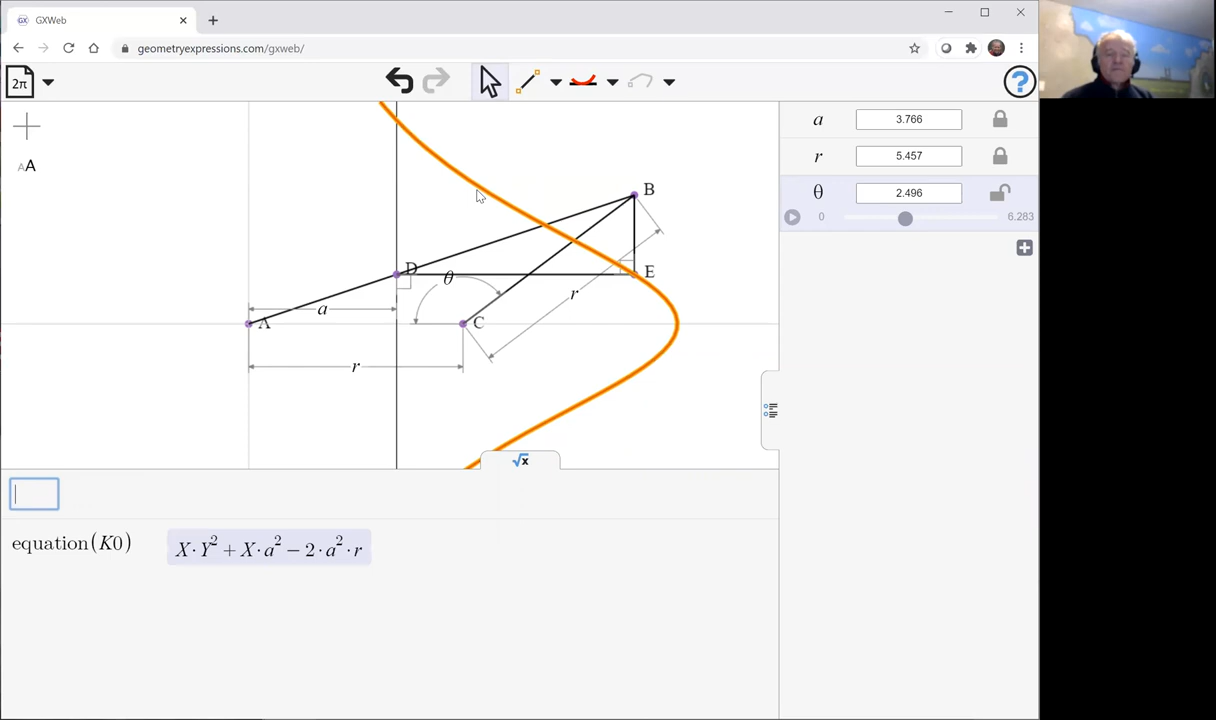 GXWeb
geometryexpressions.com/gxweb/
2π
?
AA
a 3.766
r 5.457
θ 2.496
0 6.283
B
D
E
θ
r
a
A
C
r
√x
equation(K0) X·Y²+X·a²−2·a²·r